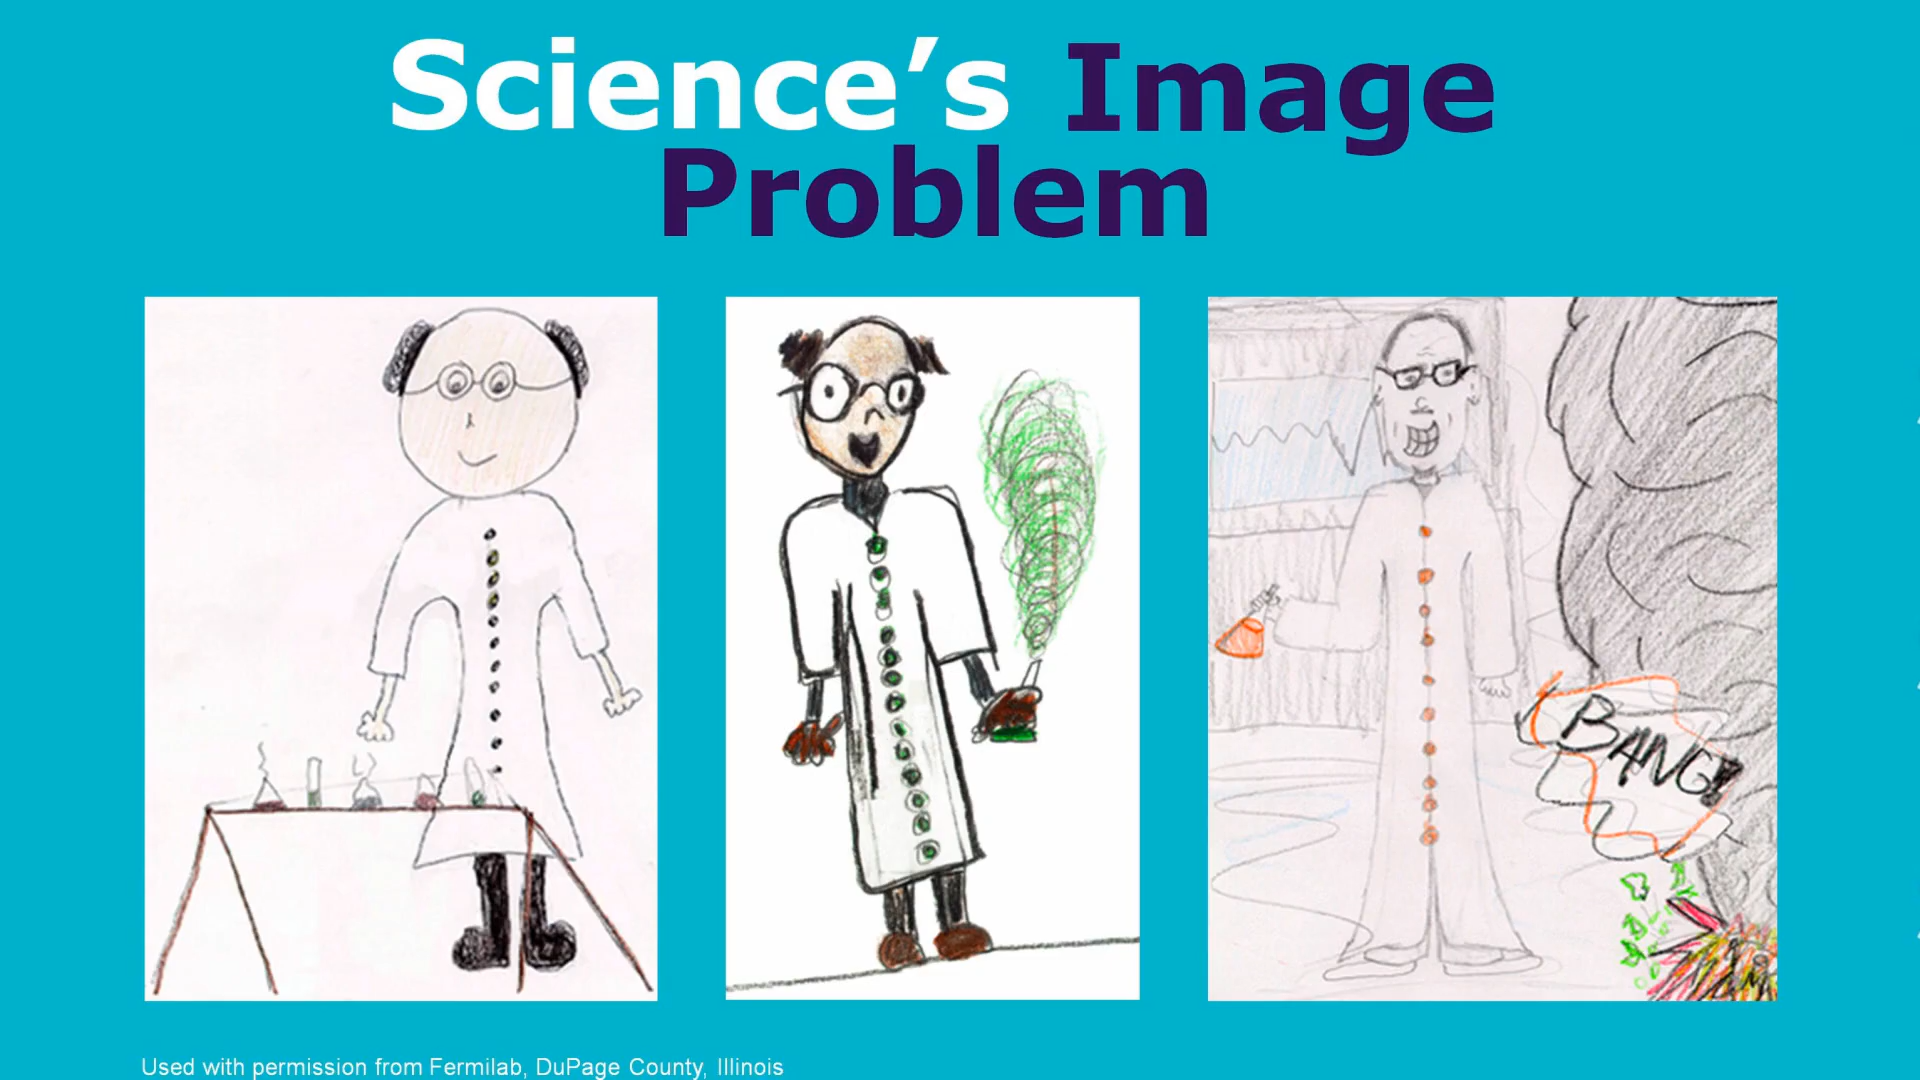 Science’s Image
Problem
BANG!
Used with permission from Fermilab, DuPage County, Illinois